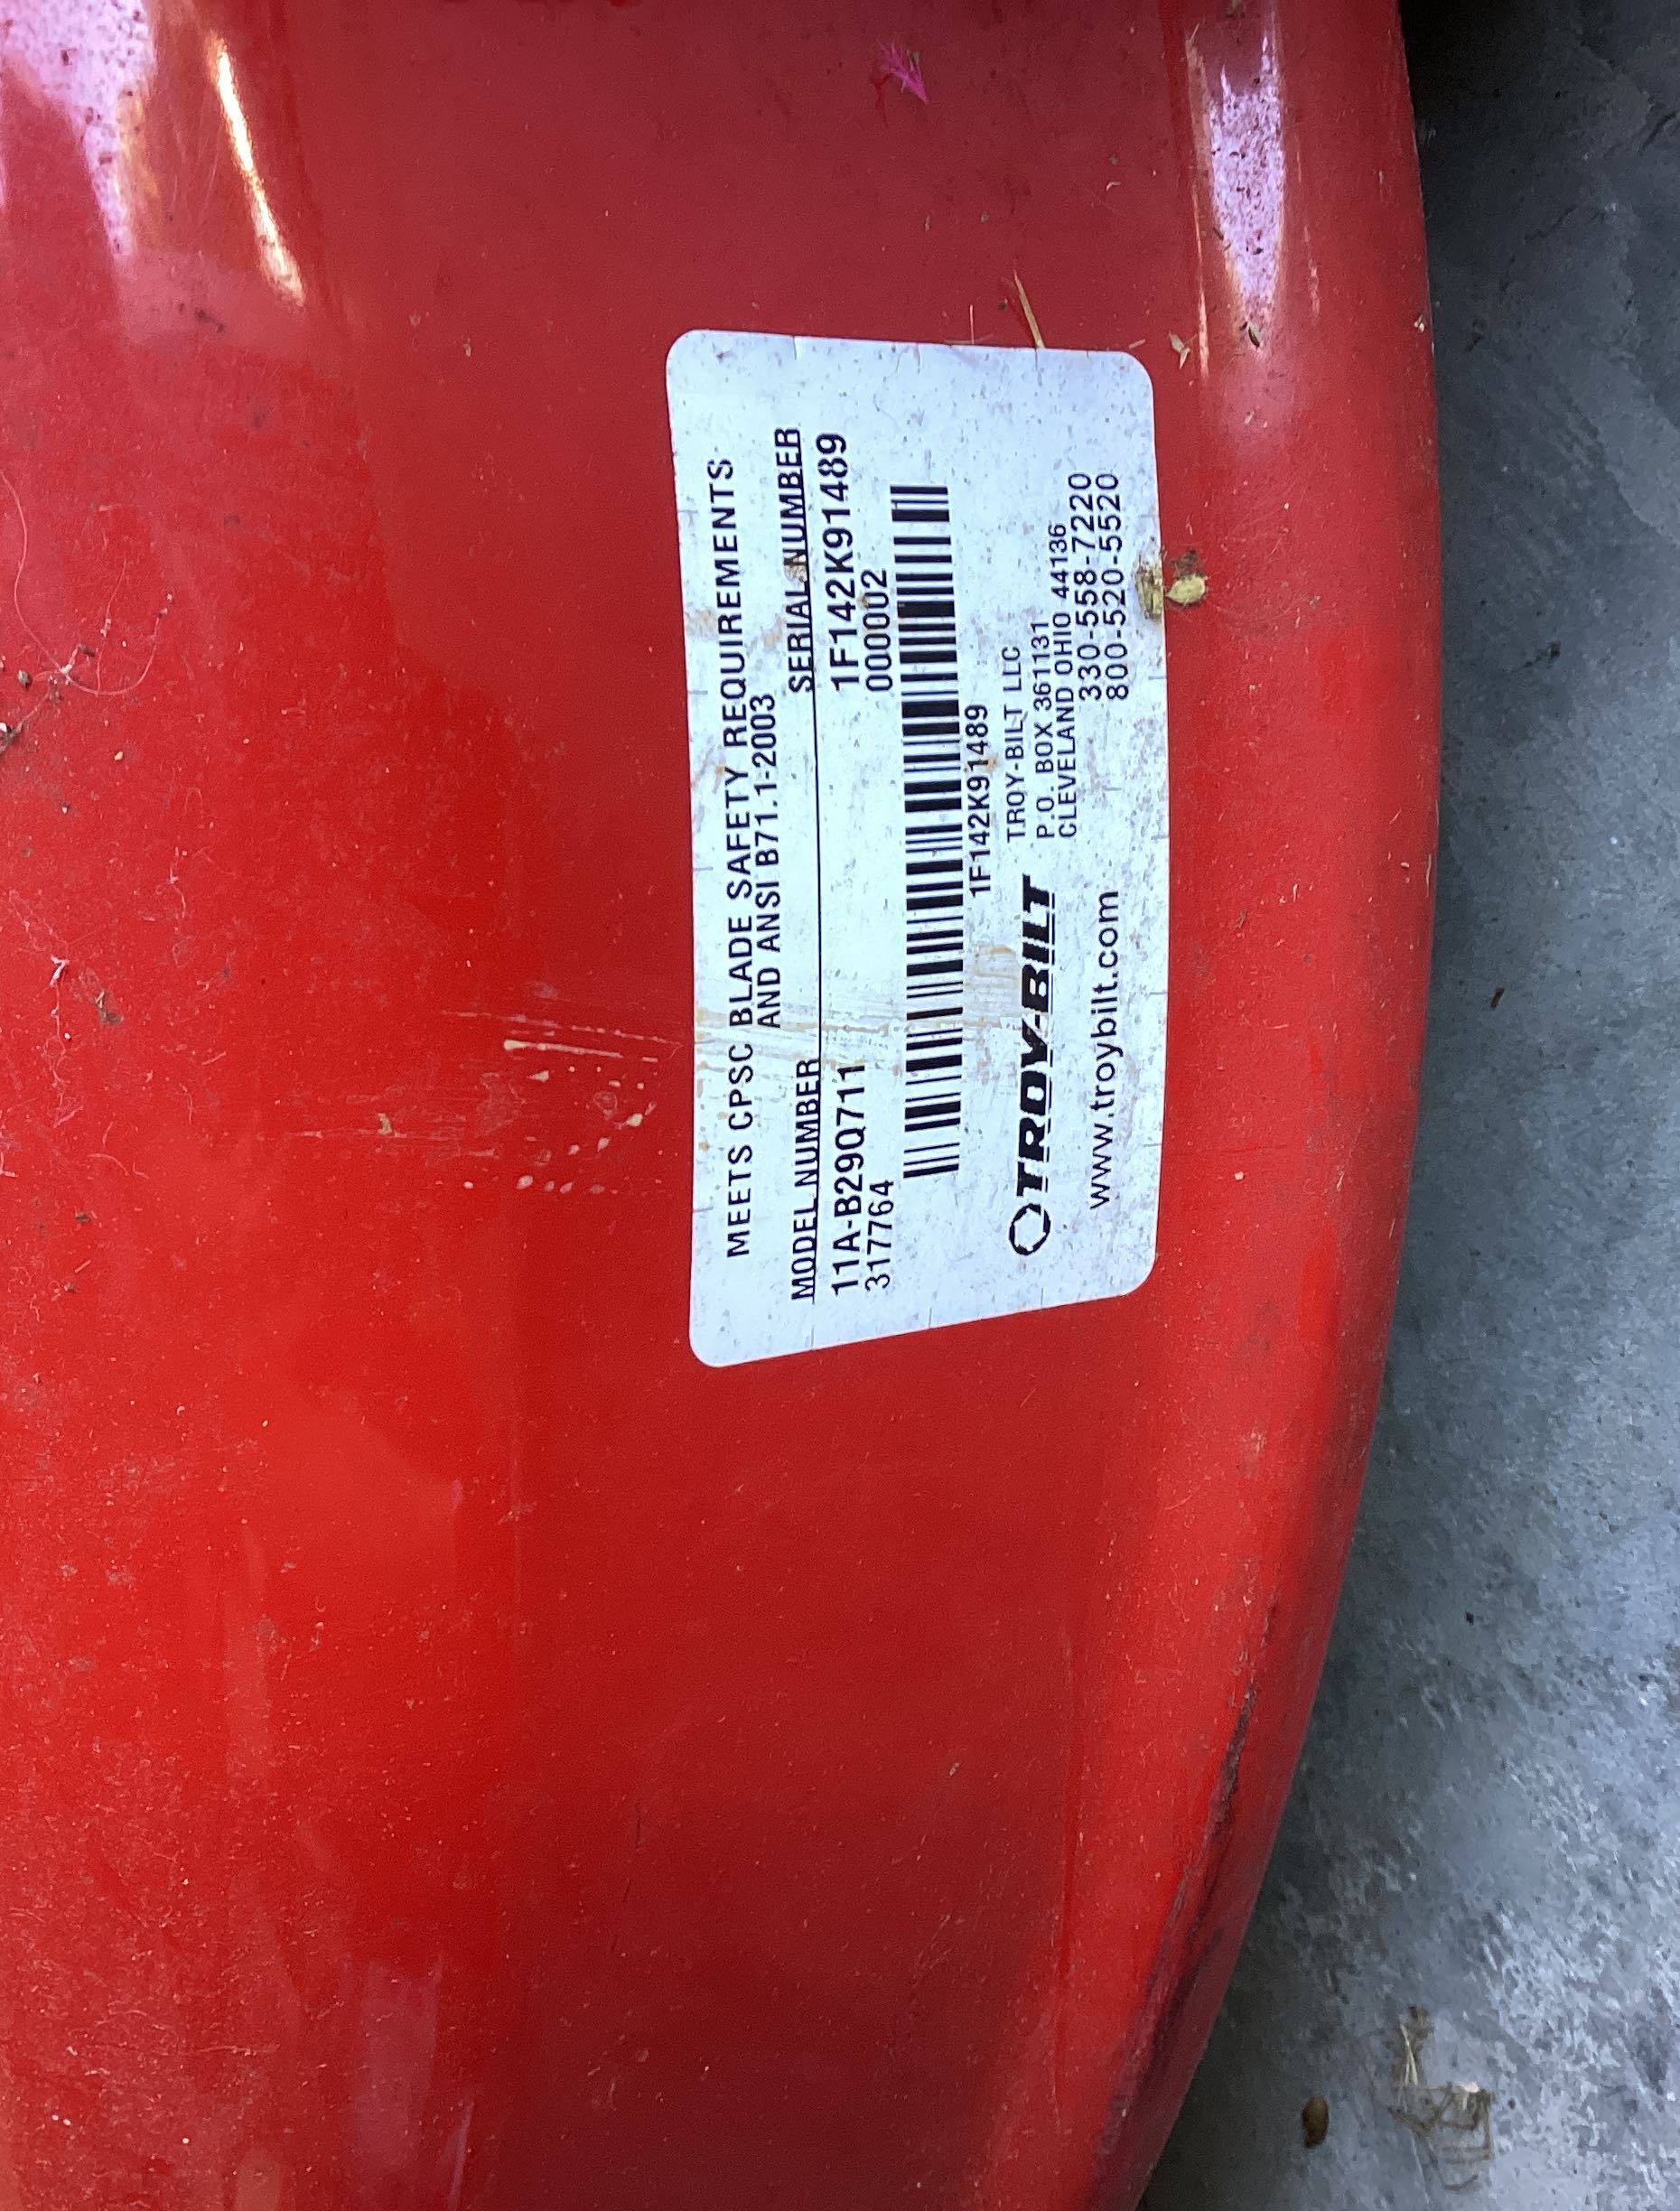 MEETS CPSC BLADE SAFETY REQUIREMENTS
AND ANSI B71.1-2003
MODEL NUMBER SERIAL NUMBER
11A-B29Q711 1F142K91489
317764 000002
1F142K91489
TROY-BILT
TROY-BILT LLC
P.O. BOX 361131
CLEVELAND OHIO 44136
www.troybilt.com
330-558-7220
800-520-5520